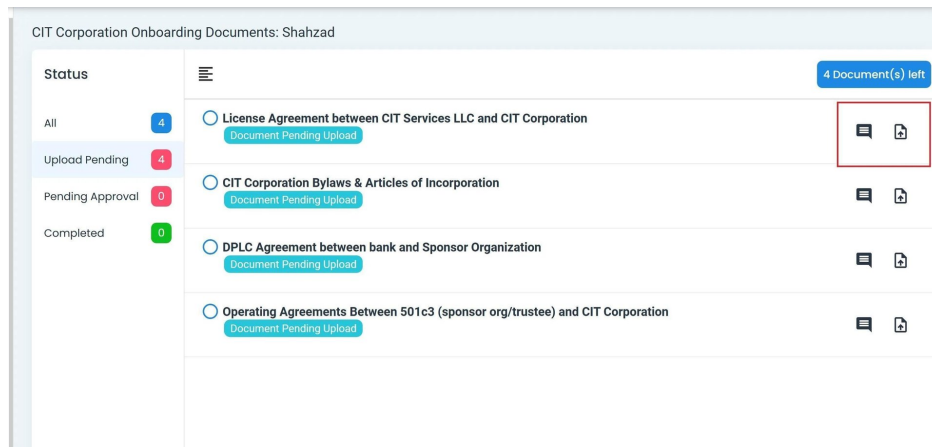 CIT Corporation Onboarding Documents: Shahzad
Status
4 Document(s) left
All 4
Upload Pending 4
Pending Approval 0
Completed 0
License Agreement between CIT Services LLC and CIT Corporation
Document Pending Upload
CIT Corporation Bylaws & Articles of Incorporation
Document Pending Upload
DPLC Agreement between bank and Sponsor Organization
Document Pending Upload
Operating Agreements Between 501c3 (sponsor org/trustee) and CIT Corporation
Document Pending Upload